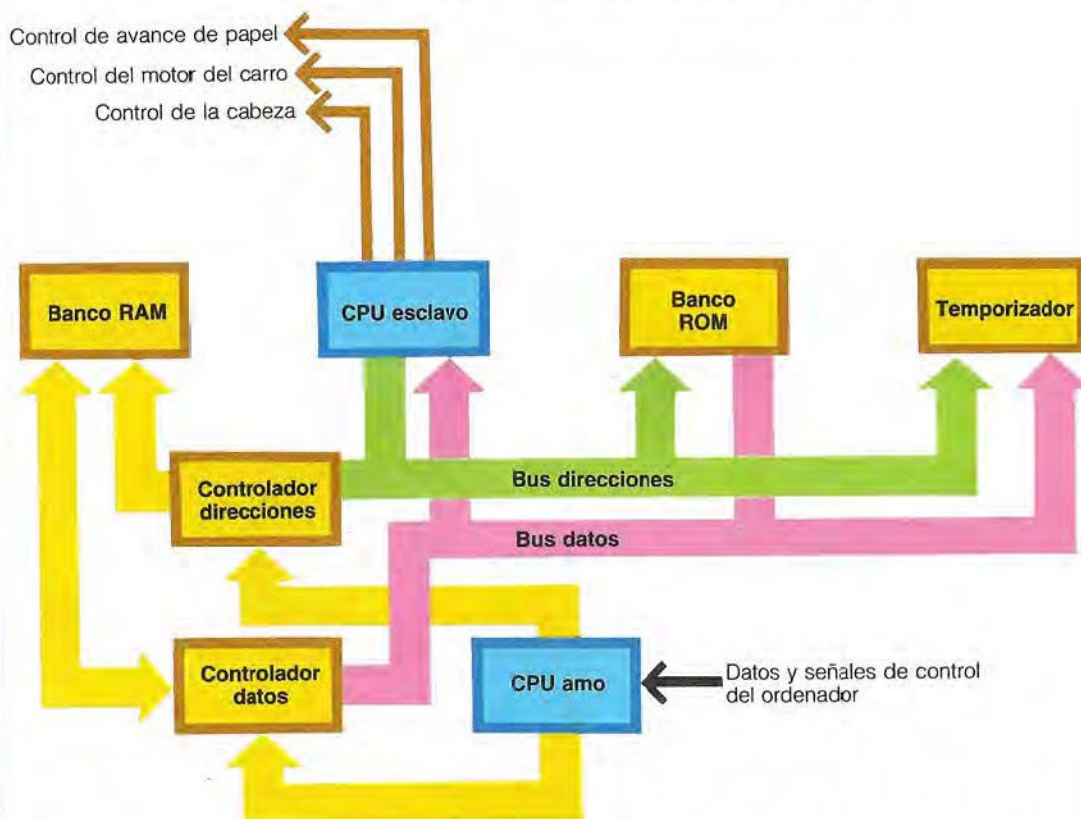 Control de avance de papel
Control del motor del carro
Control de la cabeza
Banco RAM
CPU esclavo
Banco
ROM
Temporizador
Controlador
direcciones
Bus direcciones
Bus datos
Controlador
datos
CPU amo
Datos y señales de control
del ordenador